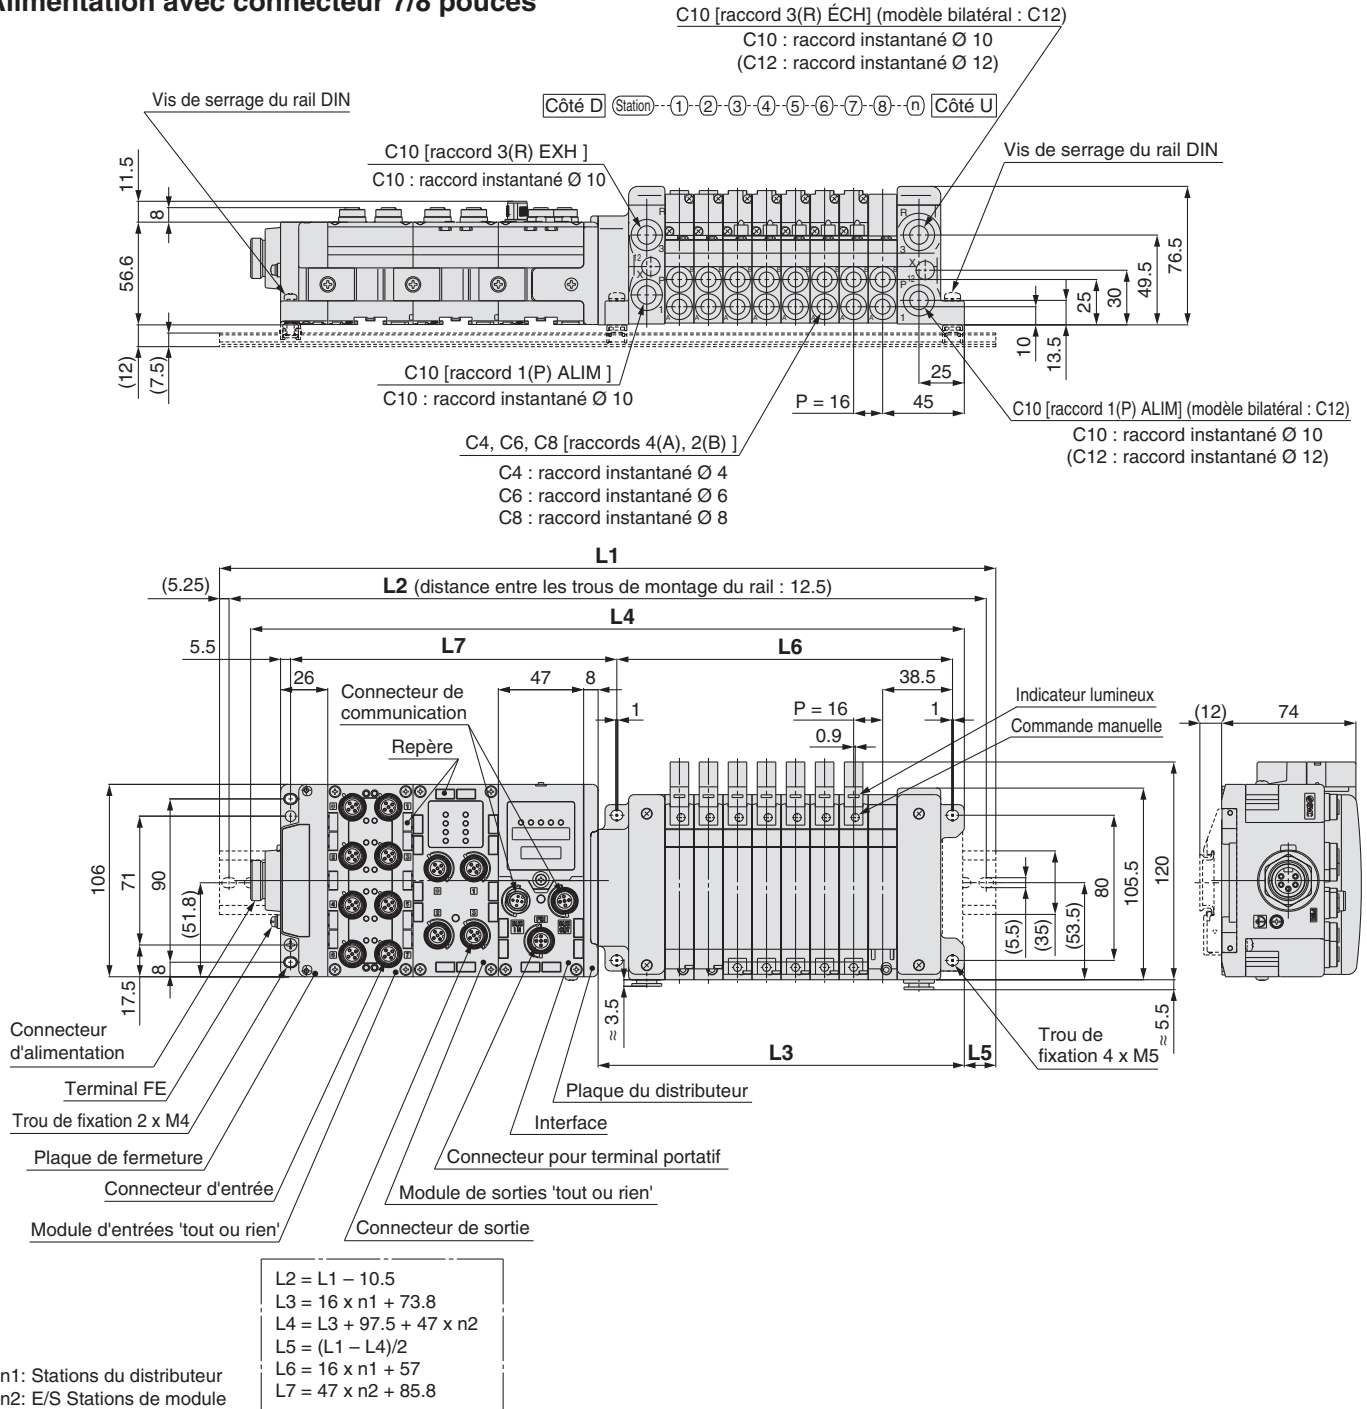 Alimentation avec connecteur 7/8 pouces
C10 [raccord 3(R) ÉCH] (modèle bilatéral : C12)
C10 : raccord instantané Ø 10
(C12 : raccord instantané Ø 12)
Vis de serrage du rail DIN
Côté D Station 1 2 3 4 5 6 7 8 n Côté U
C10 [raccord 3(R) EXH ]
C10 : raccord instantané Ø 10
Vis de serrage du rail DIN
11.5
8
56.6
(12)
(7.5)
R
3
12
X
P
1
R
3
X
12
P
1
76.5
49.5
30
25
13.5
10
25
P = 16
45
C10 [raccord 1(P) ALIM ]
C10 : raccord instantané Ø 10
C10 [raccord 1(P) ALIM] (modèle bilatéral : C12)
C10 : raccord instantané Ø 10
(C12 : raccord instantané Ø 12)
C4, C6, C8 [raccords 4(A), 2(B) ]
C4 : raccord instantané Ø 4
C6 : raccord instantané Ø 6
C8 : raccord instantané Ø 8
L1
(5.25)
L2 (distance entre les trous de montage du rail : 12.5)
L4
5.5
L7
L6
26
Connecteur de
communication
47
8
38.5
1
P = 16
1
Indicateur lumineux
(12)
74
Repère
0.9
Commande manuelle
106
71
90
(51.8)
8
17.5
(5.5)
(35)
(53.5)
80
105.5
120
≈ 3.5
≈ 5.5
Connecteur
d'alimentation
Trou de
fixation 4 x M5
L3
L5
Terminal FE
Plaque du distributeur
Trou de fixation 2 x M4
Interface
Plaque de fermeture
Connecteur pour terminal portatif
Connecteur d'entrée
Module de sorties 'tout ou rien'
Module d'entrées 'tout ou rien'
Connecteur de sortie
L2 = L1 – 10.5
L3 = 16 x n1 + 73.8
L4 = L3 + 97.5 + 47 x n2
L5 = (L1 – L4)/2
L6 = 16 x n1 + 57
L7 = 47 x n2 + 85.8
n1: Stations du distributeur
n2: E/S Stations de module